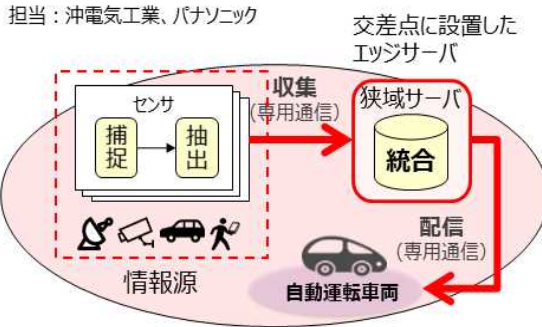 担当：沖電気工業、パナソニック
交差点に設置した
エッジサーバ
収集
(専用通信)
センサ
捕捉
抽出
狭域サーバ
統合
配信
(専用通信)
情報源
自動運転車両